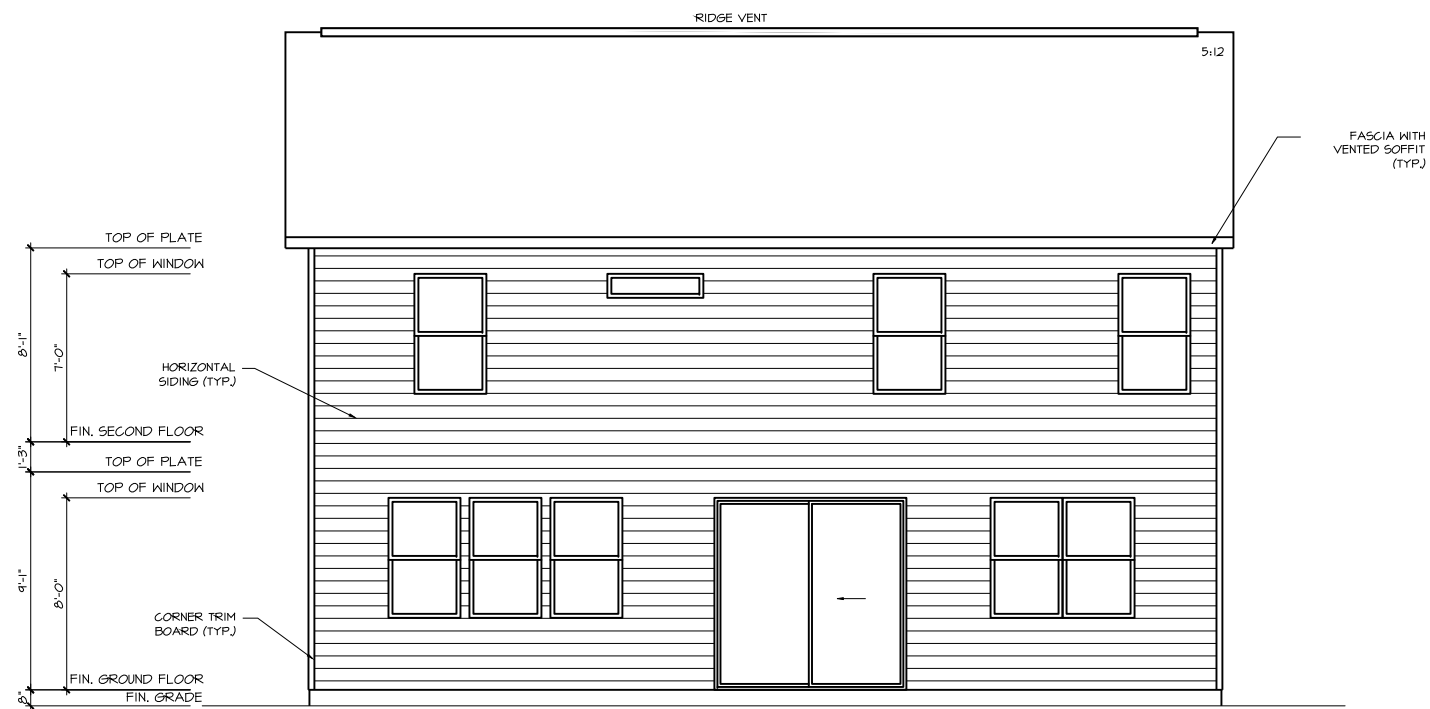 RIDGE VENT
5:12
FASCIA WITH
VENTED SOFFIT
(TYP.)
TOP OF PLATE
TOP OF WINDOW
8'-1"
7'-0"
HORIZONTAL
SIDING (TYP.)
FIN. SECOND FLOOR
1'-3"
TOP OF PLATE
TOP OF WINDOW
9'-1"
8'-0"
CORNER TRIM
BOARD (TYP.)
FIN. GROUND FLOOR
8"
FIN. GRADE